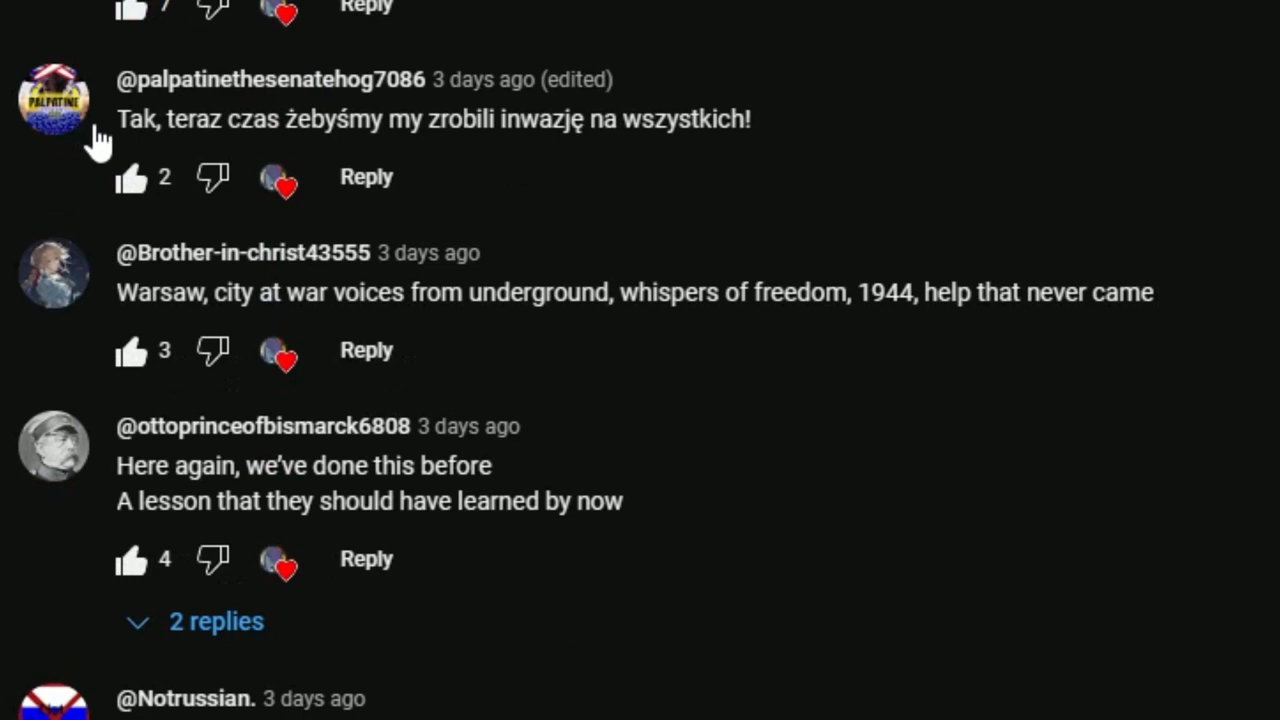 7 Reply
@palpatinethesenatehog7086 3 days ago (edited)
PALPATINE
Tak, teraz czas żebyśmy my zrobili inwazję na wszystkich!
2 Reply
@Brother-in-christ43555 3 days ago
Warsaw, city at war voices from underground, whispers of freedom, 1944, help that never came
3 Reply
@ottoprinceofbismarck6808 3 days ago
Here again, we’ve done this before
A lesson that they should have learned by now
4 Reply
2 replies
@Notrussian. 3 days ago